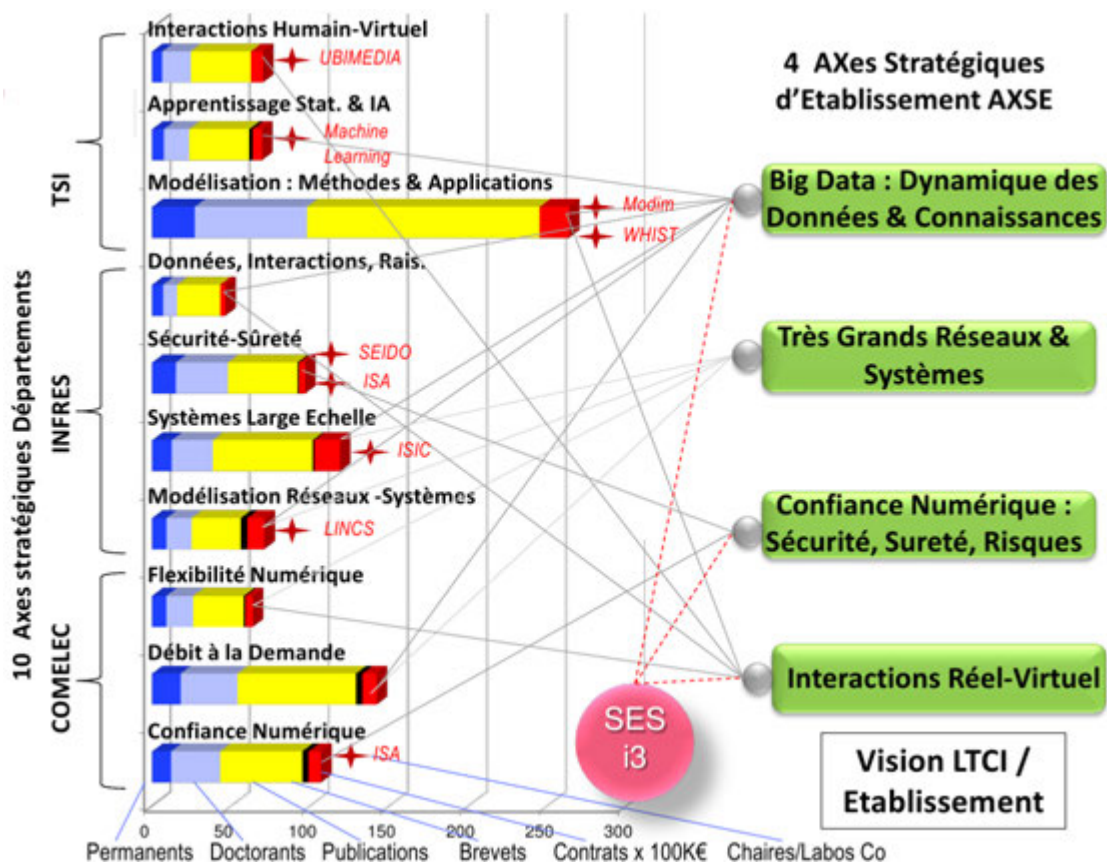 Interactions Humain-Virtuel
UBIMEDIA
Apprentissage Stat. & IA
Machine
Learning
Modélisation : Méthodes & Applications
Modim
WHIST
Données, Interactions, Rais.
Sécurité-Sûreté
SEIDO
ISA
Systèmes Large Echelle
ISIC
Modélisation Réseaux -Systèmes
LINCS
Flexibilité Numérique
Débit à la Demande
Confiance Numérique
ISA
10 Axes stratégiques Départements
TSI
INFRES
COMELEC
0 50 100 150 200 250 300
Permanents Doctorants Publications Brevets Contrats x 100K€ Chaires/Labos Co
4 AXes Stratégiques
d'Etablissement AXSE
Big Data : Dynamique des
Données & Connaissances
Très Grands Réseaux &
Systèmes
Confiance Numérique :
Sécurité, Sureté, Risques
Interactions Réel-Virtuel
SES
i3
Vision LTCI /
Etablissement